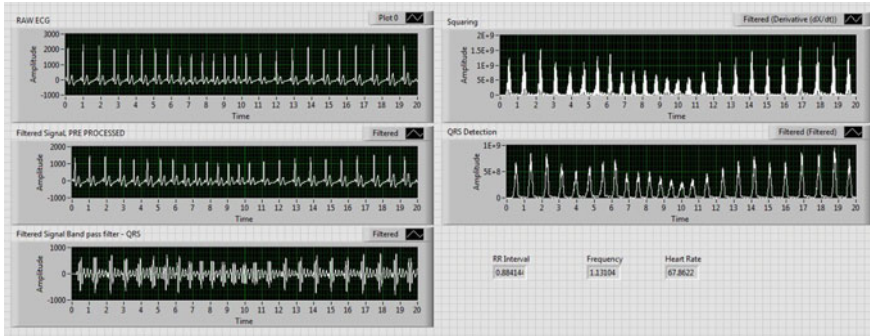 RAW ECG
Plot 0
3000
2000
1000
0
-1000
Amplitude
0 1 2 3 4 5 6 7 8 9 10 11 12 13 14 15 16 17 18 19 20
Time
Filtered Signal, PRE PROCESSED
Filtered
2000
1000
0
-1000
Amplitude
0 1 2 3 4 5 6 7 8 9 10 11 12 13 14 15 16 17 18 19 20
Time
Filtered Signal Band pass filter - QRS
Filtered
1000
0
-1000
Amplitude
0 1 2 3 4 5 6 7 8 9 10 11 12 13 14 15 16 17 18 19 20
Time
Squaring
Filtered (Derivative (dX/dt))
2E+9
1.5E+9
1E+9
5E+8
0
Amplitude
0 1 2 3 4 5 6 7 8 9 10 11 12 13 14 15 16 17 18 19 20
Time
QRS Detection
Filtered (Filtered)
1E+9
5E+8
0
Amplitude
0 1 2 3 4 5 6 7 8 9 10 11 12 13 14 15 16 17 18 19 20
Time
RR Interval
0.884144
Frequency
1.13104
Heart Rate
67.8622